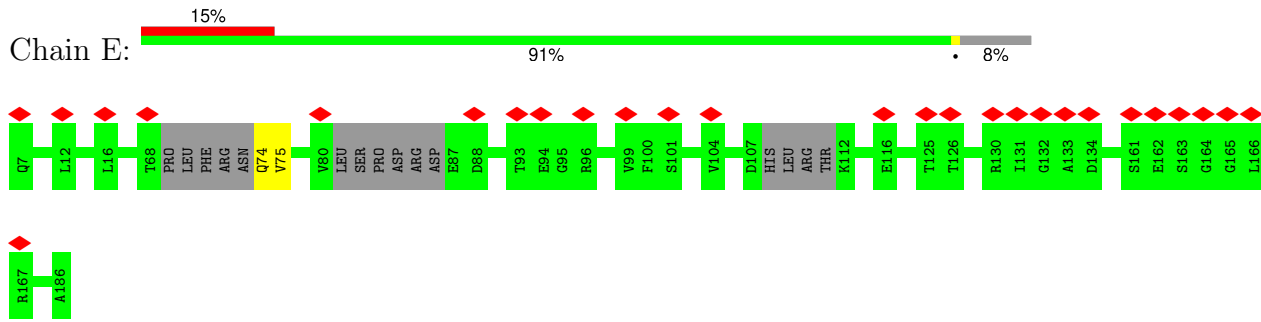 15%
Chain E:
91% • 8%
Q7 L12 L16 T68 PRO LEU PHE ARG ASN Q74 V75 V80 LEU SER PRO ASP ARG ASP E87 D88 T93 E94 G95 R96 V99 F100 S101 V104 D107 HIS LEU ARG THR K112 E116 T125 T126 R130 I131 G132 A133 D134 S161 E162 S163 G164 G165 L166
R167 A186